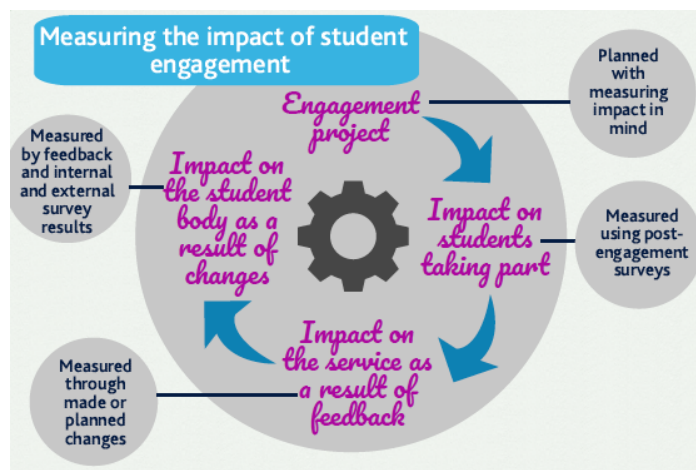 Measuring the impact of student
engagement
Engagement
project
Planned
with
measuring
impact in
mind
Impact on
students
taking part
Measured
using post-
engagement
surveys
Impact on
the service as
a result of
feedback
Measured
through
made or
planned
changes
Impact on
the student
body as a
result of
changes
Measured
by feedback
and internal
and external
survey
results